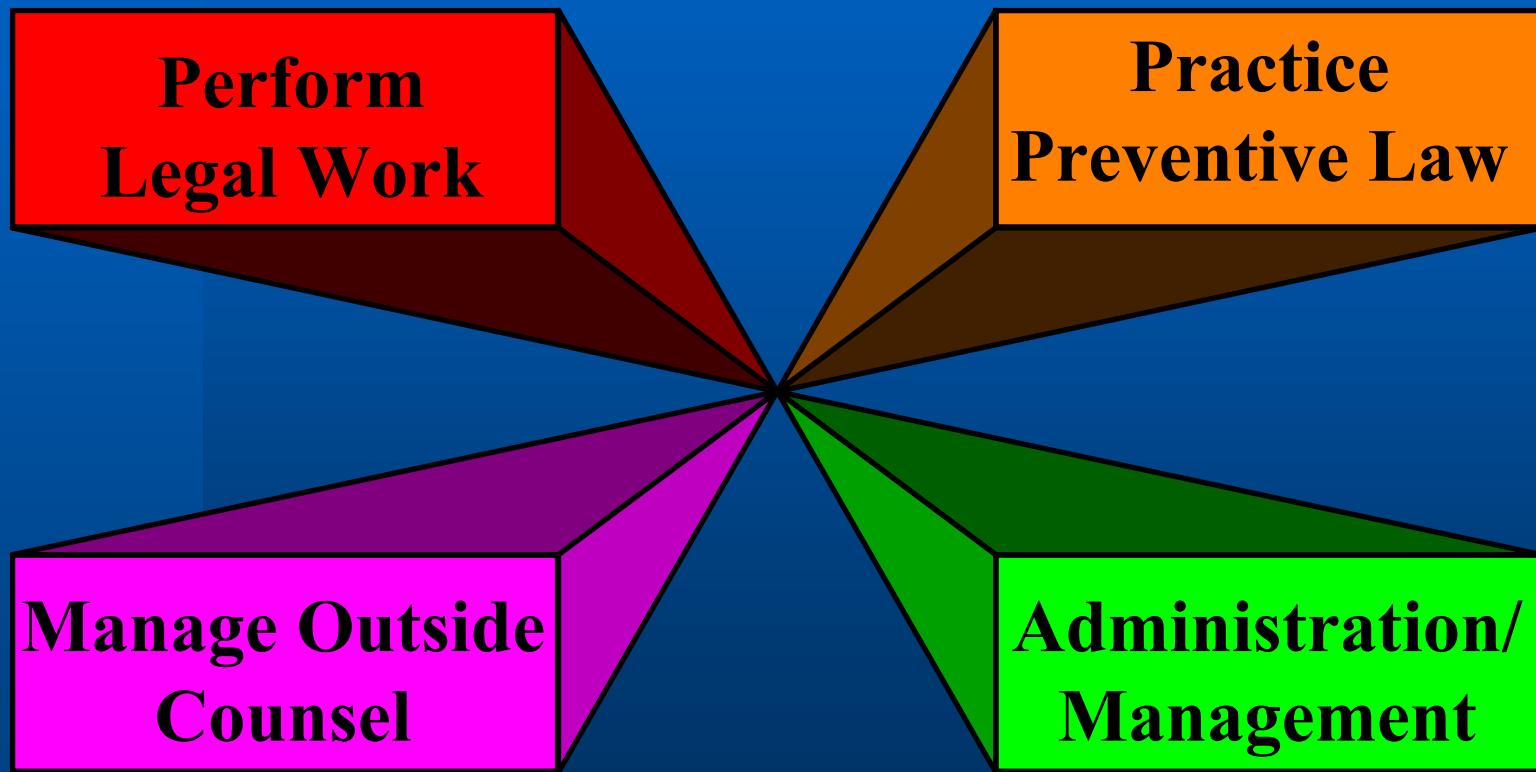 Perform
Legal Work
Practice
Preventive Law
Manage Outside
Counsel
Administration/
Management